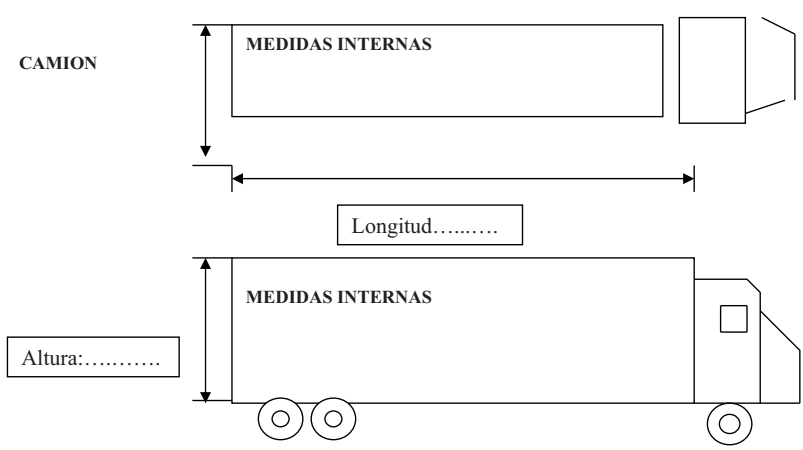 MEDIDAS INTERNAS
CAMION
Longitud…...….
MEDIDAS INTERNAS
Altura:….…….